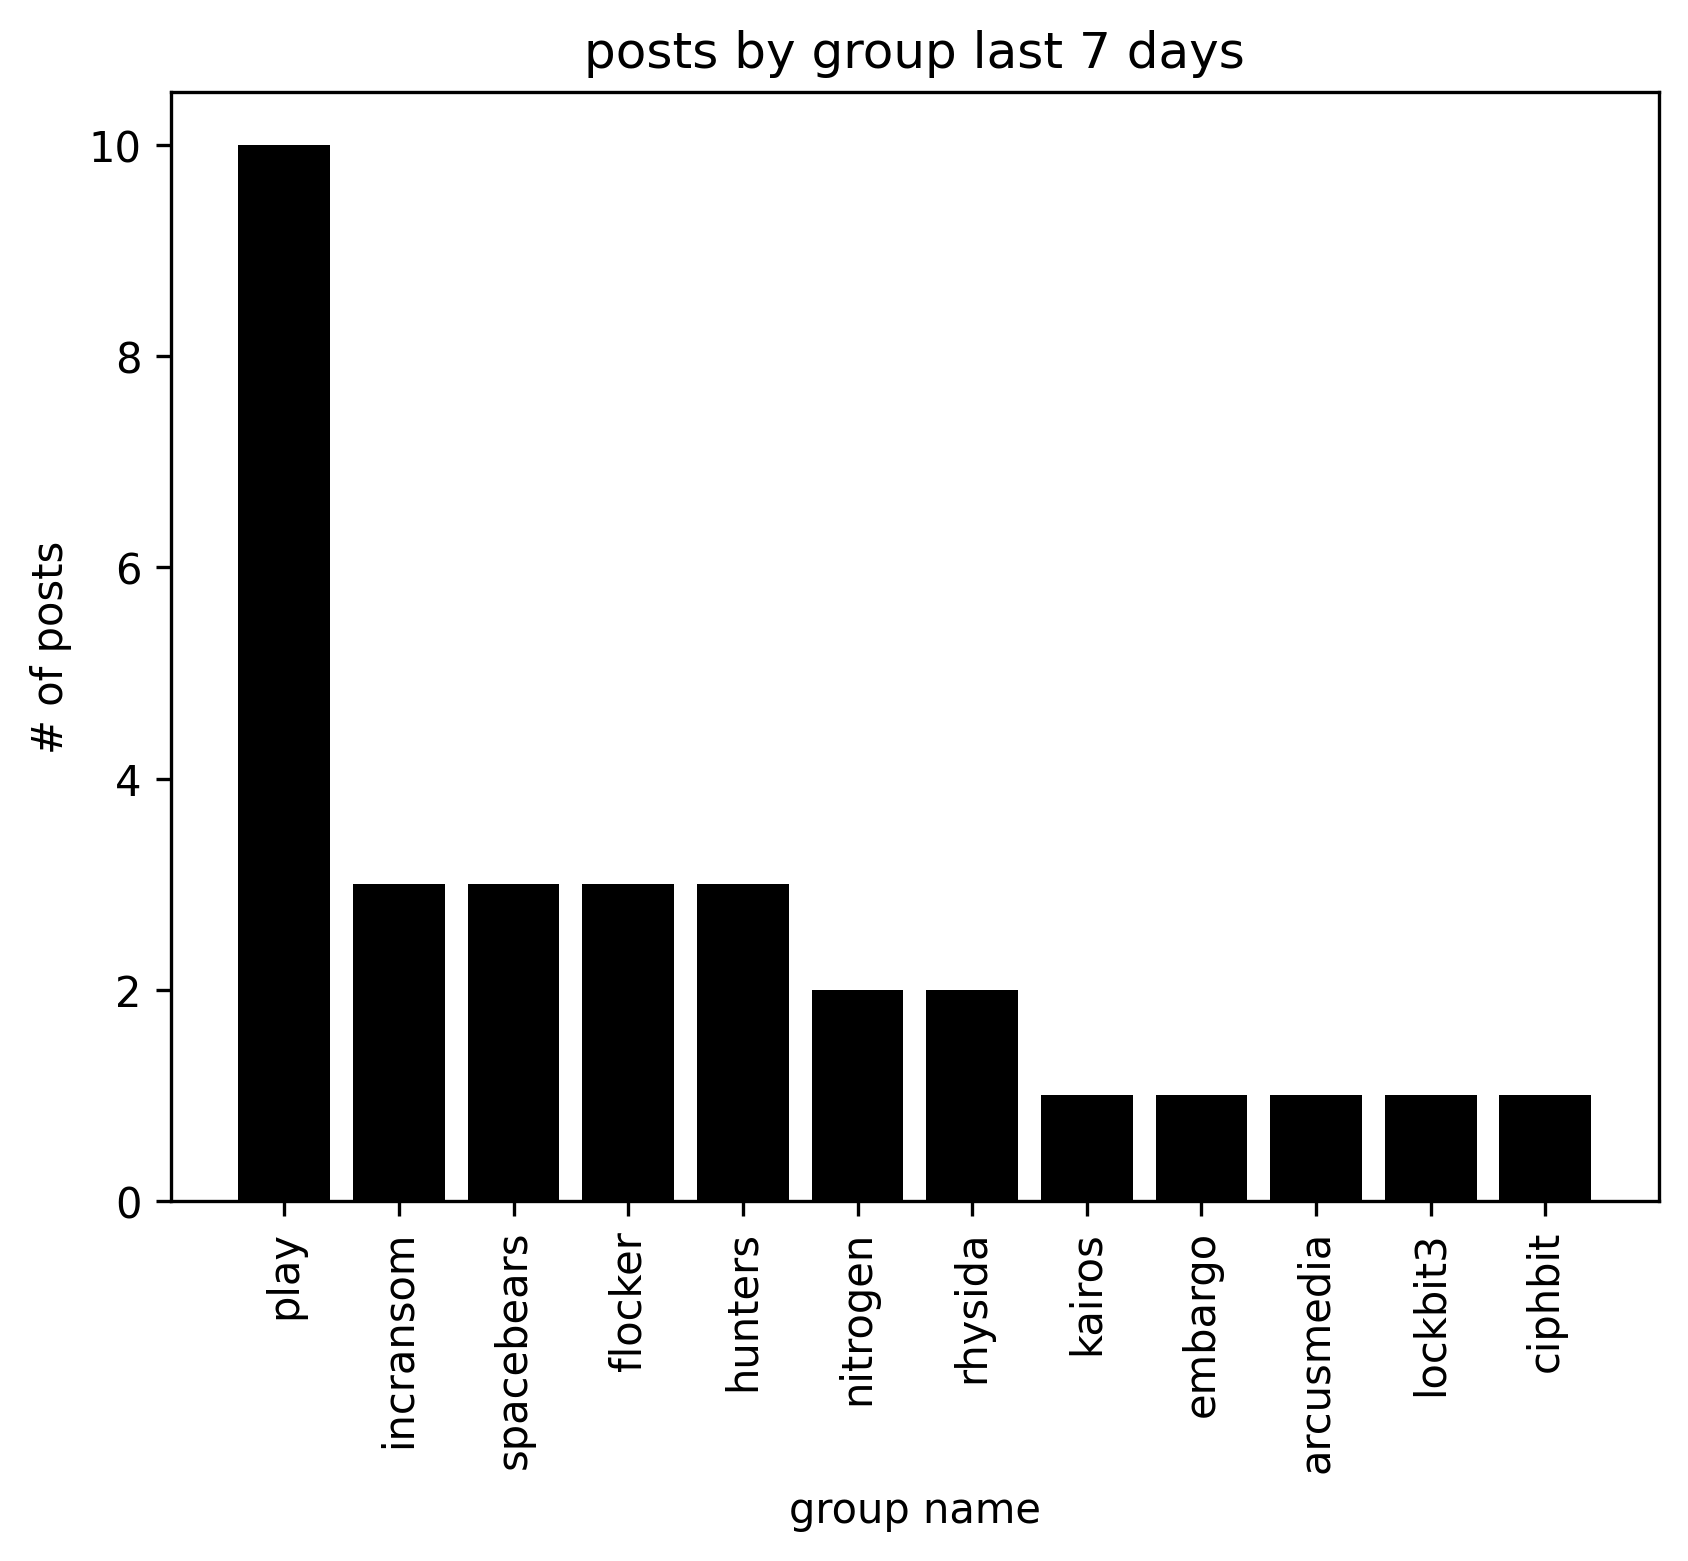 posts by group last 7 days
# of posts
10
8
6
4
2
0
play
incransom
spacebears
flocker
hunters
nitrogen
rhysida
kairos
embargo
arcusmedia
lockbit3
ciphbit
group name